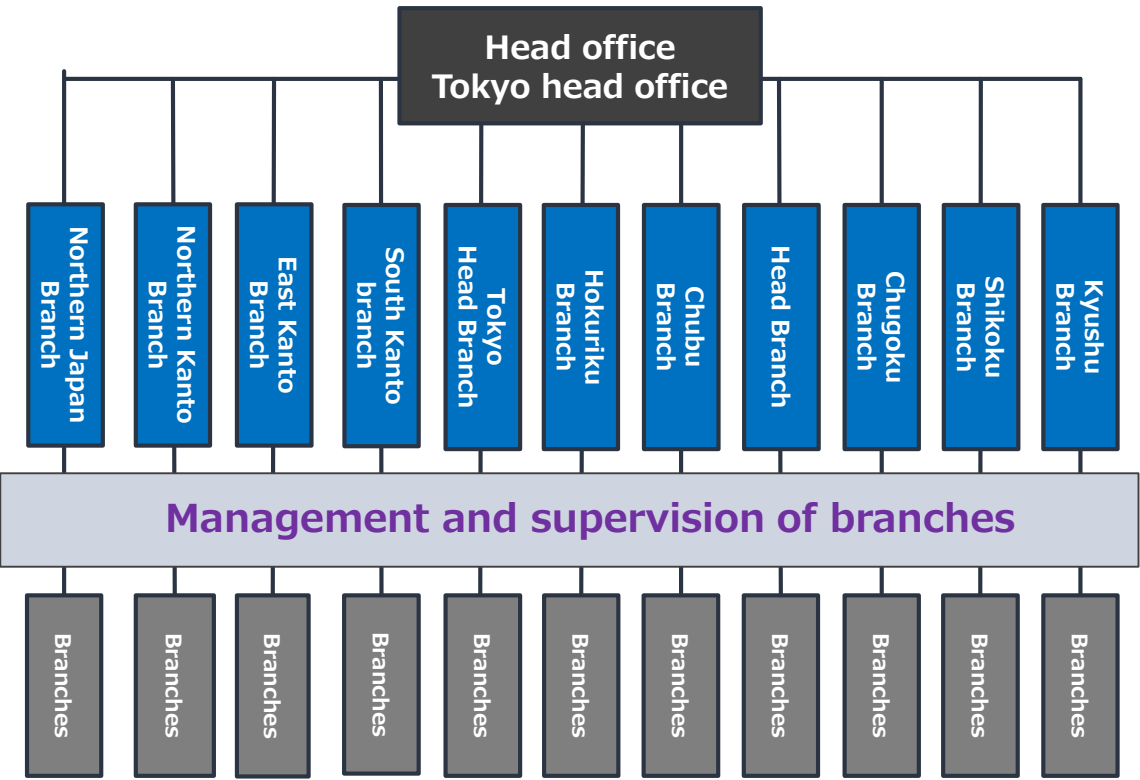 Head office
Tokyo head office
Northern Japan
Branch
Northern Kanto
Branch
East Kanto
Branch
South Kanto
branch
Tokyo
Head Branch
Hokuriku
Branch
Chubu
Branch
Head Branch
Chugoku
Branch
Shikoku
Branch
Kyushu
Branch
Management and supervision of branches
Branches
Branches
Branches
Branches
Branches
Branches
Branches
Branches
Branches
Branches
Branches